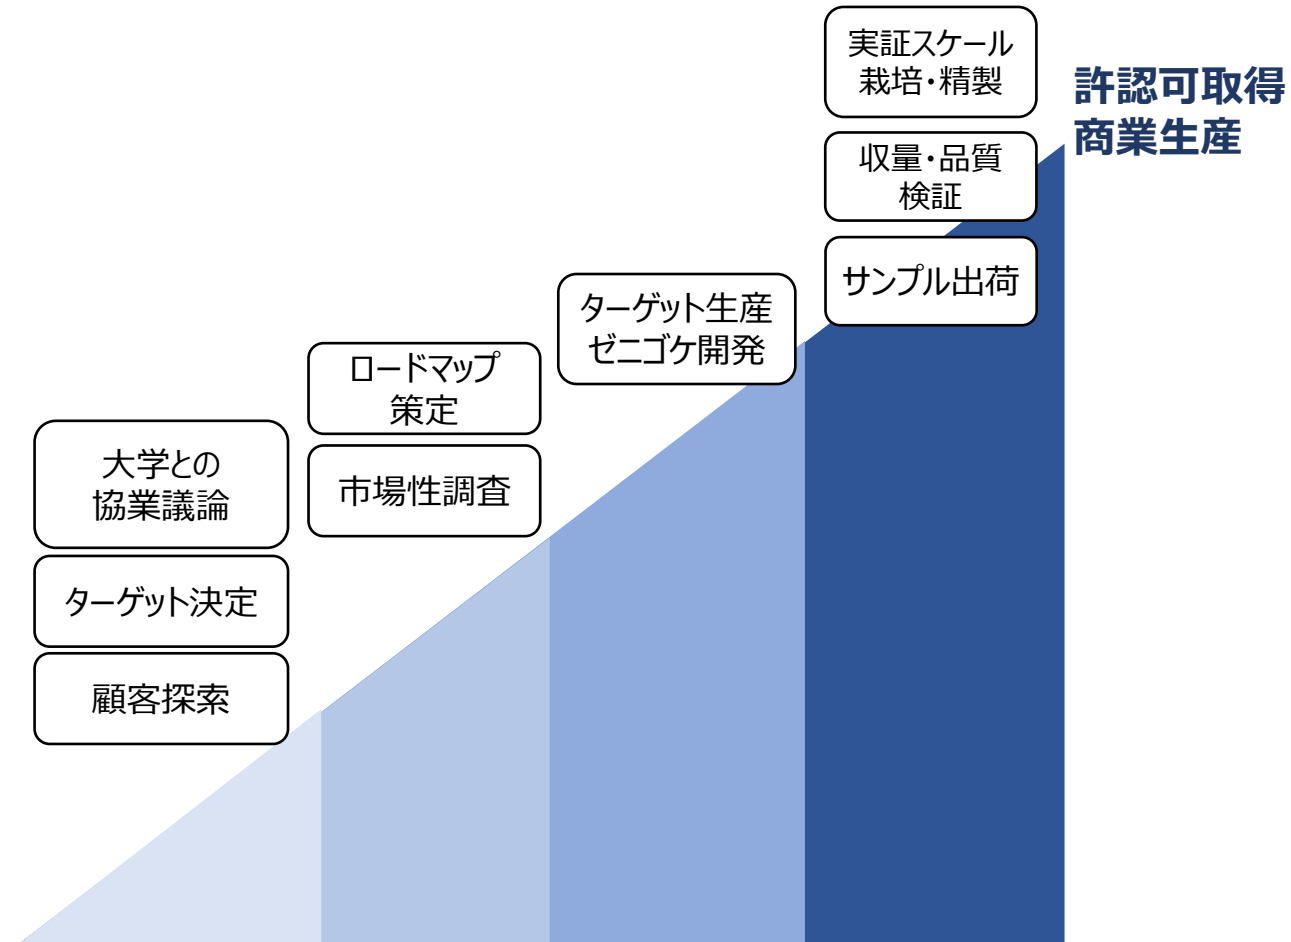 大学との
協業議論
ターゲット決定
顧客探索
ロードマップ
策定
市場性調査
ターゲット生産
ゼニゴケ開発
実証スケール
栽培・精製
収量・品質
検証
サンプル出荷
許認可取得
商業生産